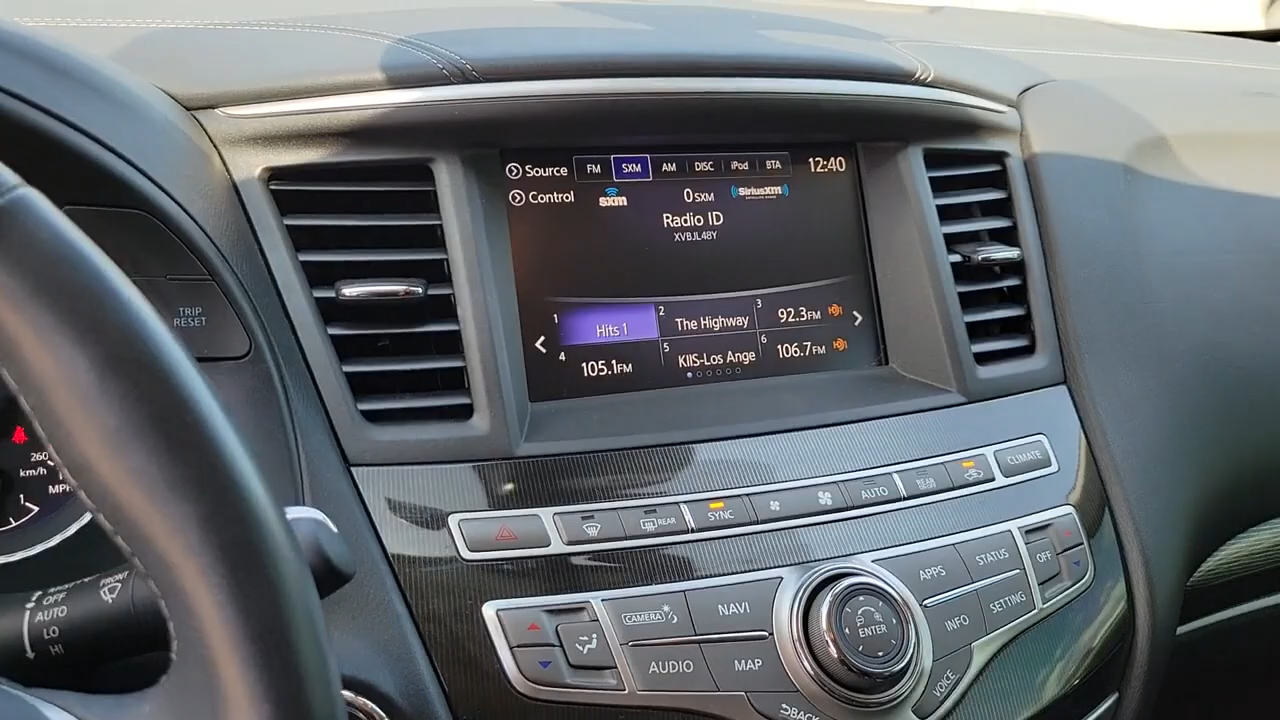 Source FM SXM AM DISC iPod BTA 12:40
Control sxm 0 SXM SiriusXM
Radio ID
XVBJL48Y
1 Hits 1 2 The Highway 3 92.3FM
4 105.1FM 5 KIIS-Los Ange 6 106.7FM
TRIP
RESET
260
km/h
MPH
1
REAR SYNC AUTO REAR CLIMATE
CAMERA NAVI
AUDIO MAP
BACK
ENTER
APPS STATUS
INFO SETTING
VOICE
OFF
FRONT
OFF
AUTO
LO
HI